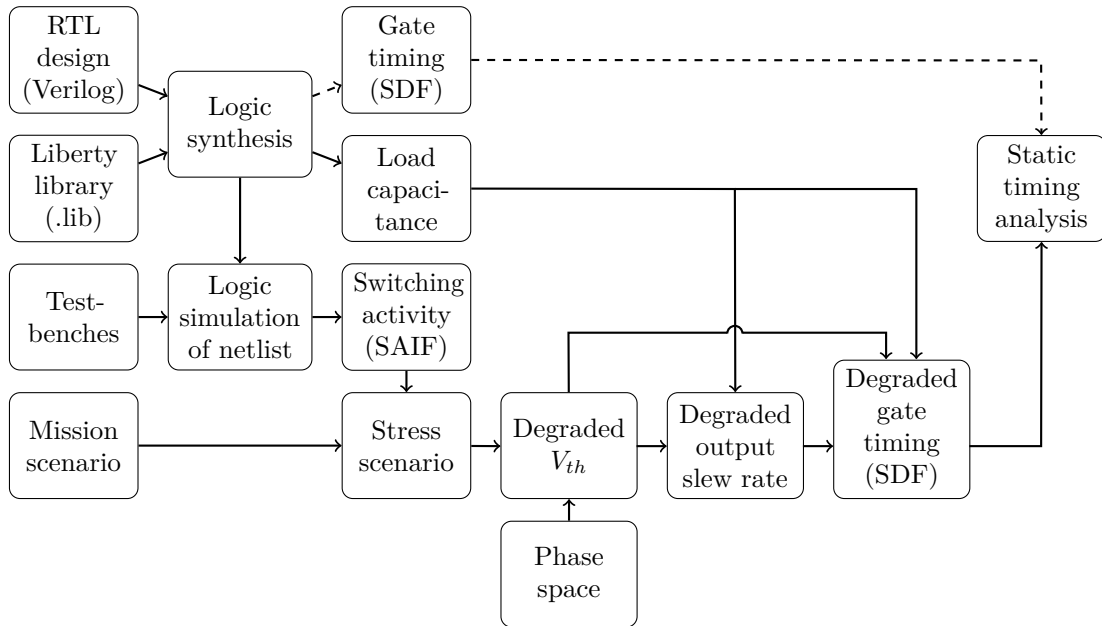 RTL
design
(Verilog)
Gate
timing
(SDF)
Logic
synthesis
Liberty
library
(.lib)
Load
capaci-
tance
Static
timing
analysis
Test-
benches
Logic
simulation
of netlist
Switching
activity
(SAIF)
Mission
scenario
Stress
scenario
Degraded
V_{th}
Degraded
output
slew rate
Degraded
gate
timing
(SDF)
Phase
space